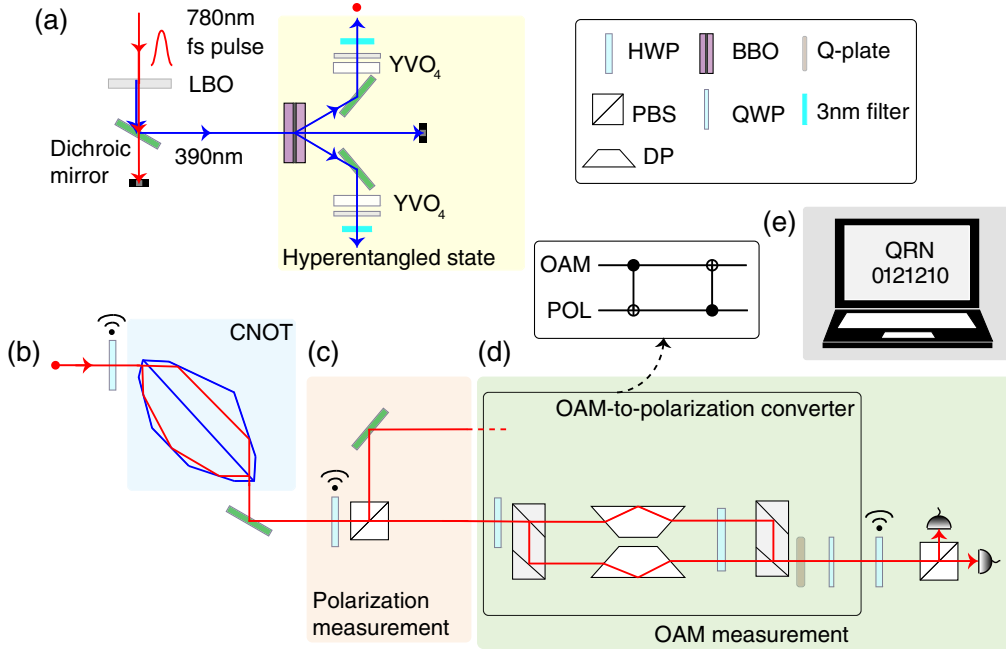 (a)
780nm
fs pulse
LBO
Dichroic
mirror
390nm
YVO4
YVO4
Hyperentangled state
HWP
BBO
Q-plate
PBS
QWP
3nm filter
DP
(e)
QRN
0121210
OAM
POL
(b)
CNOT
(c)
Polarization
measurement
(d)
OAM-to-polarization converter
OAM measurement